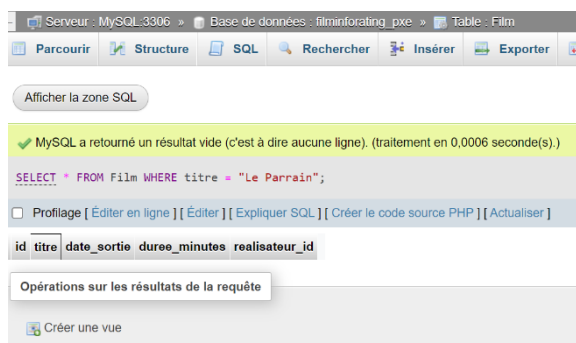 Serveur : MySQL:3306 » Base de données : filminforating_pxe » Table : Film
Parcourir Structure SQL Rechercher Insérer Exporter
Afficher la zone SQL
MySQL a retourné un résultat vide (c'est à dire aucune ligne). (traitement en 0,0006 seconde(s).)
SELECT * FROM Film WHERE titre = "Le Parrain";
Profilage [ Éditer en ligne ] [ Éditer ] [ Expliquer SQL ] [ Créer le code source PHP ] [ Actualiser ]
id titre date_sortie duree_minutes realisateur_id
Opérations sur les résultats de la requête
Créer une vue